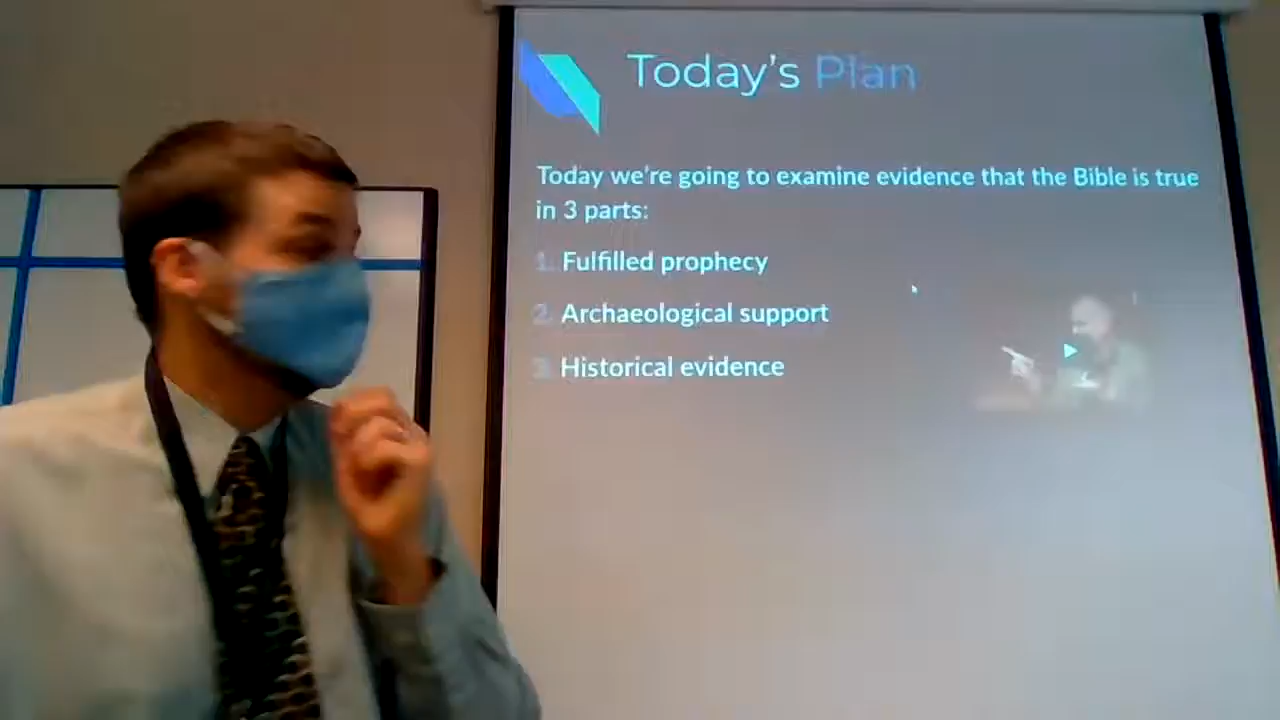 Today's Plan
Today we're going to examine evidence that the Bible is true
in 3 parts:
1. Fulfilled prophecy
2. Archaeological support
3. Historical evidence